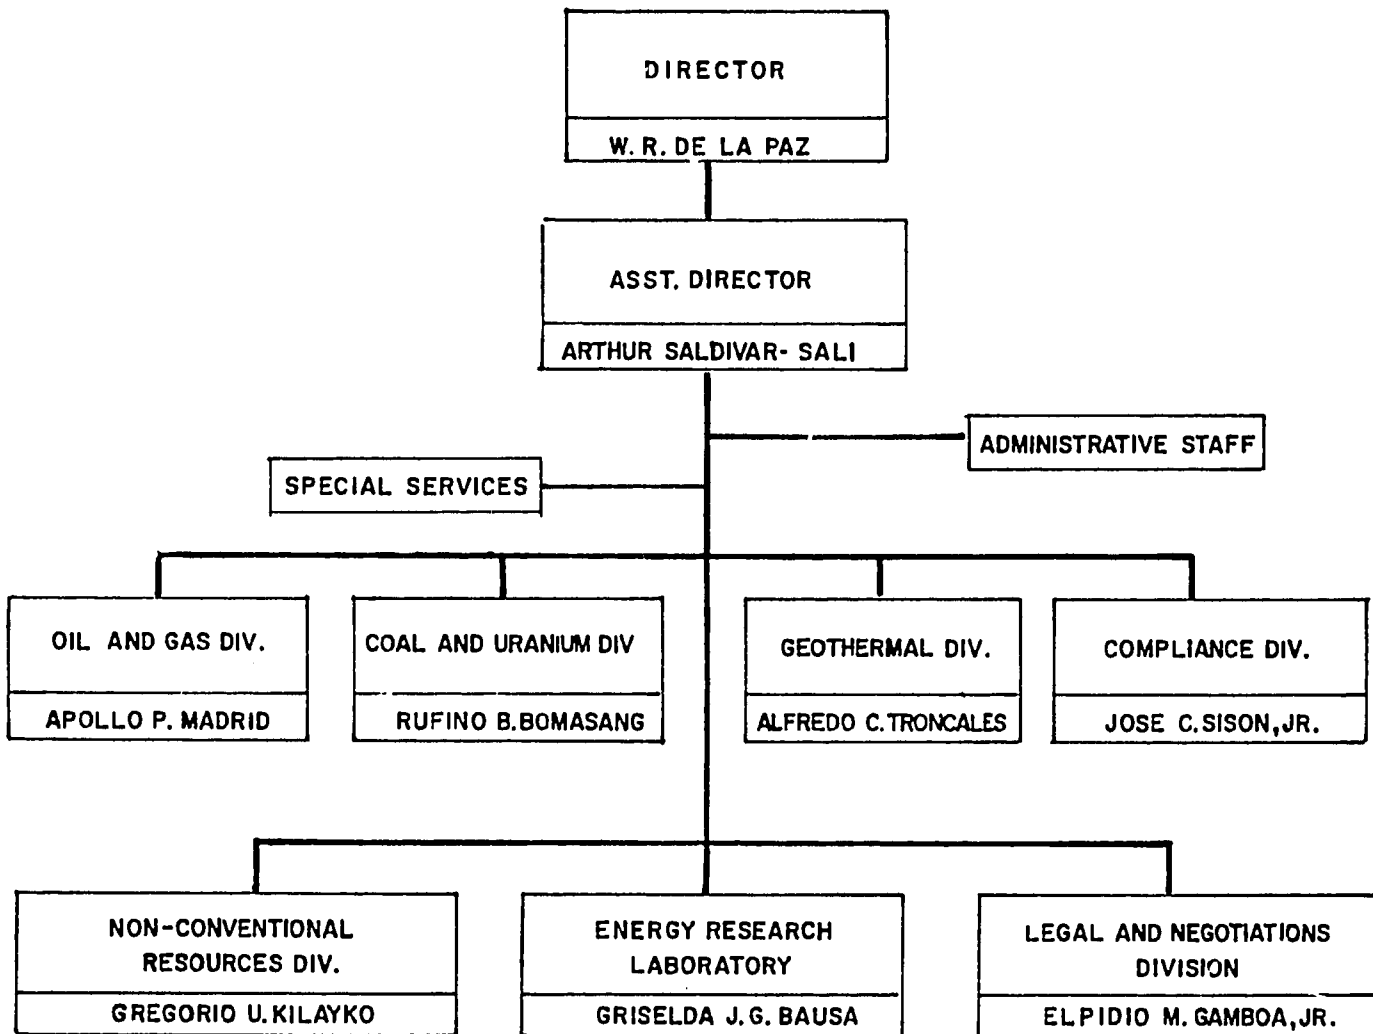 DIRECTOR
W. R. DE LA PAZ
ASST. DIRECTOR
ARTHUR SALDIVAR- SALI
ADMINISTRATIVE STAFF
SPECIAL SERVICES
OIL AND GAS DIV.
APOLLO P. MADRID
COAL AND URANIUM DIV
RUFINO B. BOMASANG
GEOTHERMAL DIV.
ALFREDO C. TRONCALES
COMPLIANCE DIV.
JOSE C. SISON, JR.
NON-CONVENTIONAL
RESOURCES DIV.
GREGORIO U. KILAYKO
ENERGY RESEARCH
LABORATORY
GRISELDA J. G. BAUSA
LEGAL AND NEGOTIATIONS
DIVISION
ELPIDIO M. GAMBOA, JR.